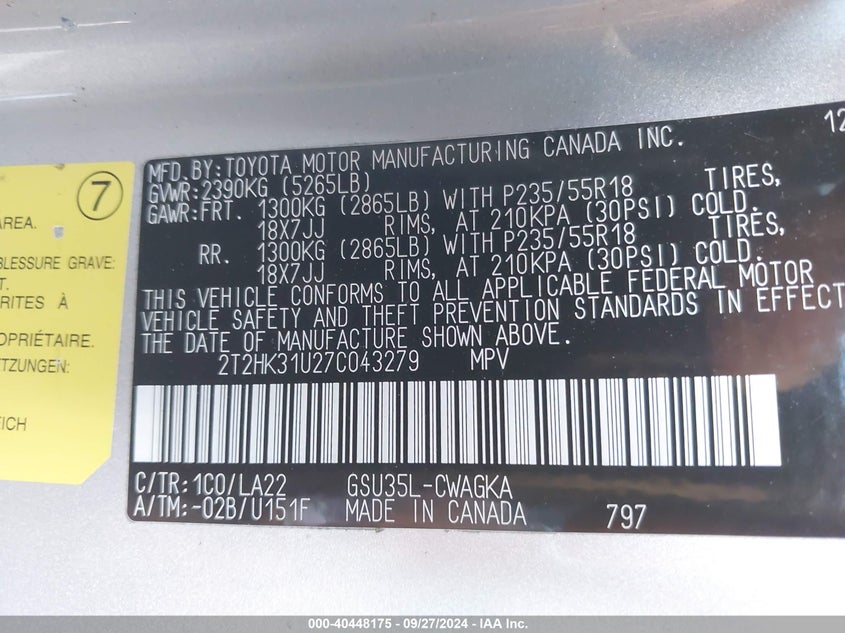 7
AREA.
BLESSURE GRAVE:
T.
RITES À
OPRIÉTAIRE.
TZUNGEN:
EICH
12
MFD. BY: TOYOTA MOTOR MANUFACTURING CANADA INC.
GVWR: 2390KG (5265LB)
GAWR: FRT. 1300KG (2865LB) WITH P235/55R18 TIRES,
18X7JJ RIMS, AT 210KPA (30PSI) COLD.
RR. 1300KG (2865LB) WITH P235/55R18 TIRES,
18X7JJ RIMS, AT 210KPA (30PSI) COLD.
THIS VEHICLE CONFORMS TO ALL APPLICABLE FEDERAL MOTOR
VEHICLE SAFETY AND THEFT PREVENTION STANDARDS IN EFFECT
THE DATE OF MANUFACTURE SHOWN ABOVE.
2T2HK31U27C043279 MPV
C/TR: 1C0/LA22 GSU35L-CWAGKA
A/TM: -02B/U151F MADE IN CANADA 797
000-40448175 - 09/27/2024 - IAA Inc.